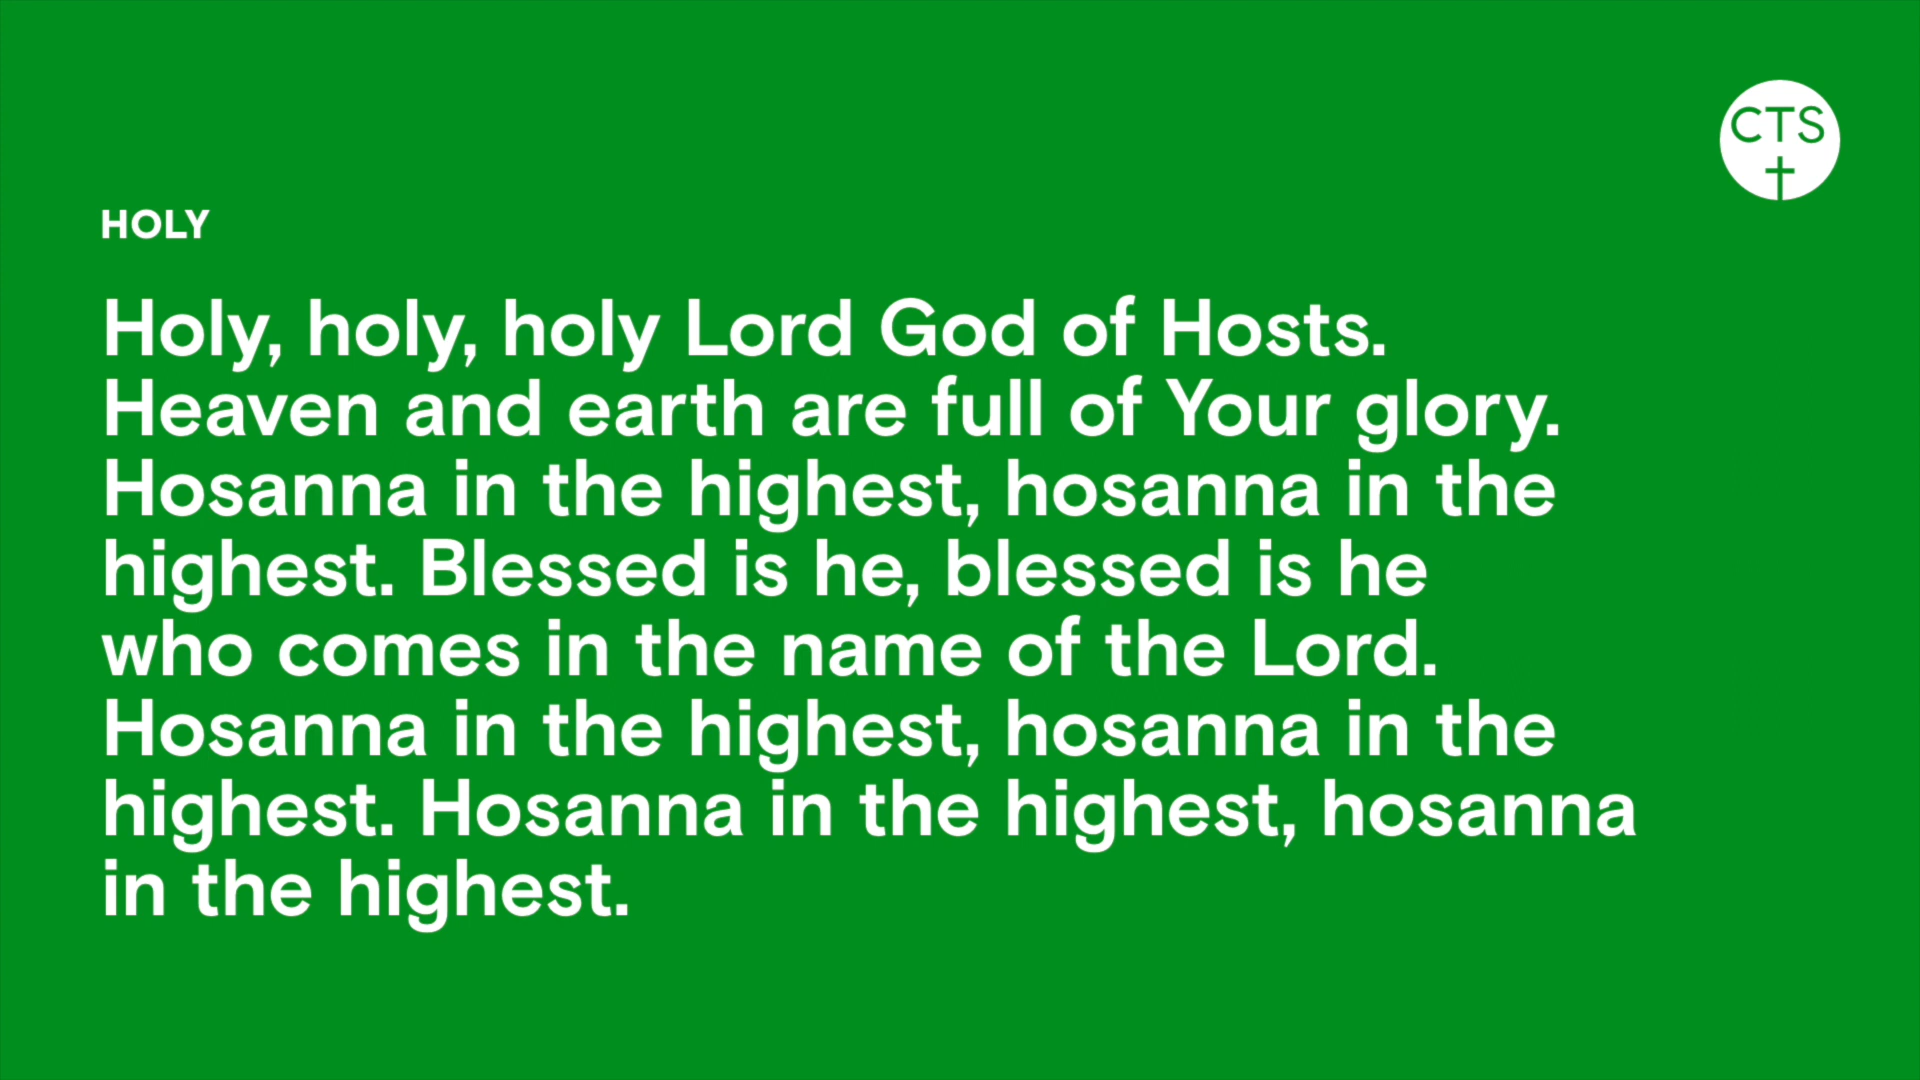 CTS
HOLY
Holy, holy, holy Lord God of Hosts.
Heaven and earth are full of Your glory.
Hosanna in the highest, hosanna in the
highest. Blessed is he, blessed is he
who comes in the name of the Lord.
Hosanna in the highest, hosanna in the
highest. Hosanna in the highest, hosanna
in the highest.